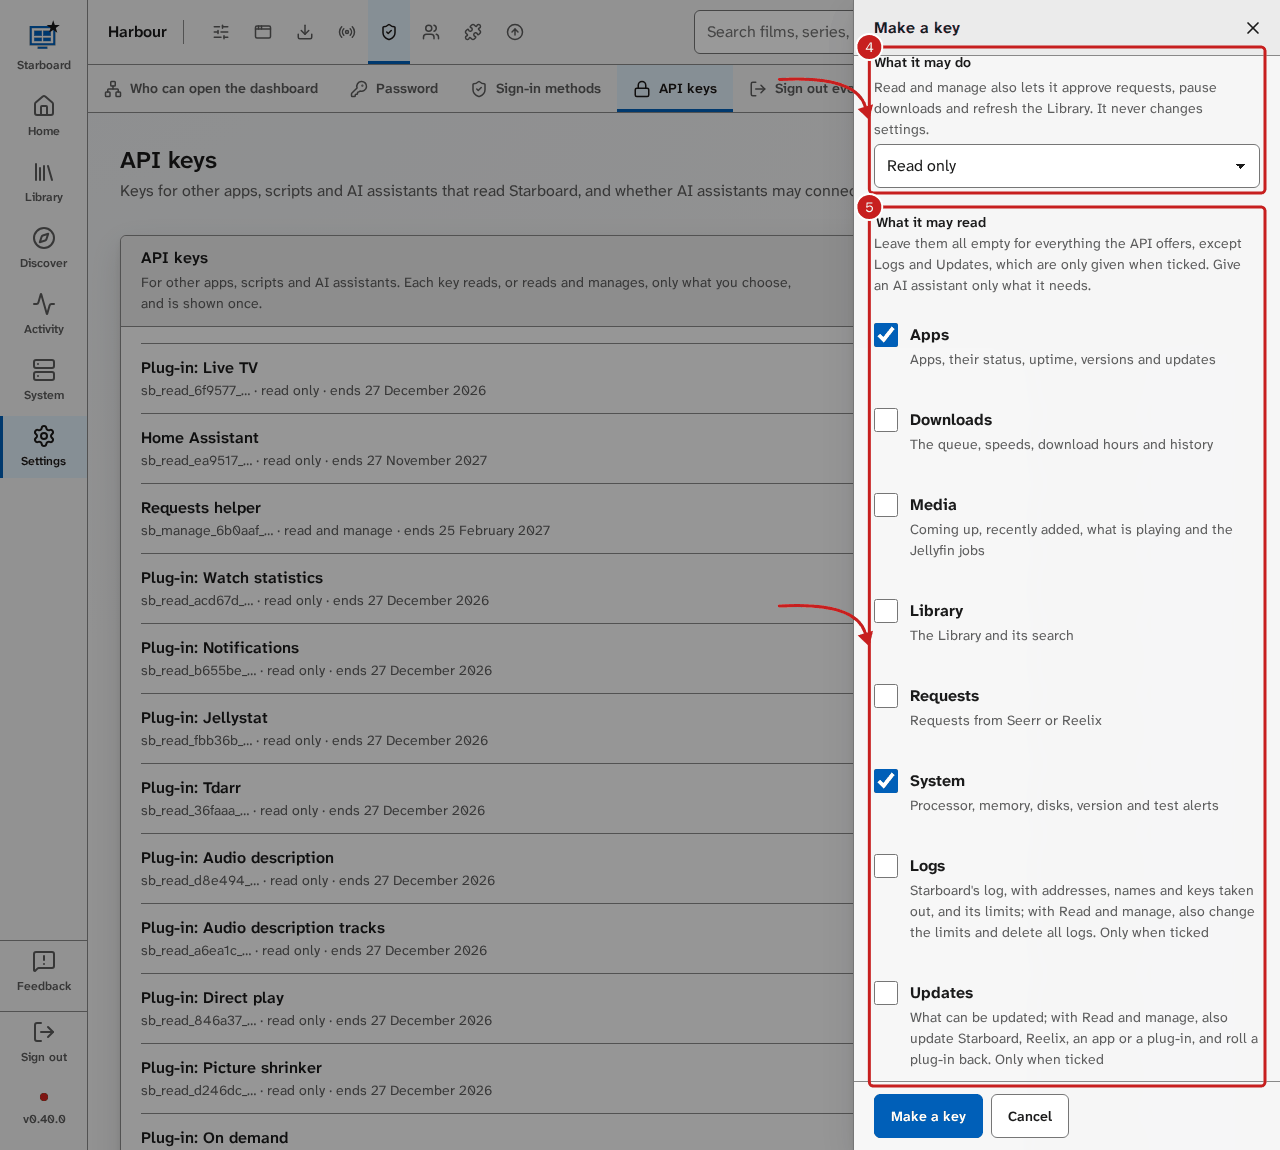 Starboard
Home
Library
Discover
Activity
System
Settings
Feedback
Sign out
v0.40.0
Harbour
Search films, series,
Who can open the dashboard
Password
Sign-in methods
API keys
Sign out eve
API keys
Keys for other apps, scripts and AI assistants that read Starboard, and whether AI assistants may connec
API keys
For other apps, scripts and AI assistants. Each key reads, or reads and manages, only what you choose,
and is shown once.
Plug-in: Live TV
sb_read_6f9577_… · read only · ends 27 December 2026
Home Assistant
sb_read_ea9517_… · read only · ends 27 November 2027
Requests helper
sb_manage_6b0aaf_… · read and manage · ends 25 February 2027
Plug-in: Watch statistics
sb_read_acd67d_… · read only · ends 27 December 2026
Plug-in: Notifications
sb_read_b655be_… · read only · ends 27 December 2026
Plug-in: Jellystat
sb_read_fbb36b_… · read only · ends 27 December 2026
Plug-in: Tdarr
sb_read_36faaa_… · read only · ends 27 December 2026
Plug-in: Audio description
sb_read_d8e494_… · read only · ends 27 December 2026
Plug-in: Audio description tracks
sb_read_a6ea1c_… · read only · ends 27 December 2026
Plug-in: Direct play
sb_read_846a37_… · read only · ends 27 December 2026
Plug-in: Picture shrinker
sb_read_d246dc_… · read only · ends 27 December 2026
Plug-in: On demand
Make a key
4
What it may do
Read and manage also lets it approve requests, pause
downloads and refresh the Library. It never changes
settings.
Read only
5
What it may read
Leave them all empty for everything the API offers, except
Logs and Updates, which are only given when ticked. Give
an AI assistant only what it needs.
Apps
Apps, their status, uptime, versions and updates
Downloads
The queue, speeds, download hours and history
Media
Coming up, recently added, what is playing and the
Jellyfin jobs
Library
The Library and its search
Requests
Requests from Seerr or Reelix
System
Processor, memory, disks, version and test alerts
Logs
Starboard's log, with addresses, names and keys taken
out, and its limits; with Read and manage, also change
the limits and delete all logs. Only when ticked
Updates
What can be updated; with Read and manage, also
update Starboard, Reelix, an app or a plug-in, and roll a
plug-in back. Only when ticked
Make a key
Cancel